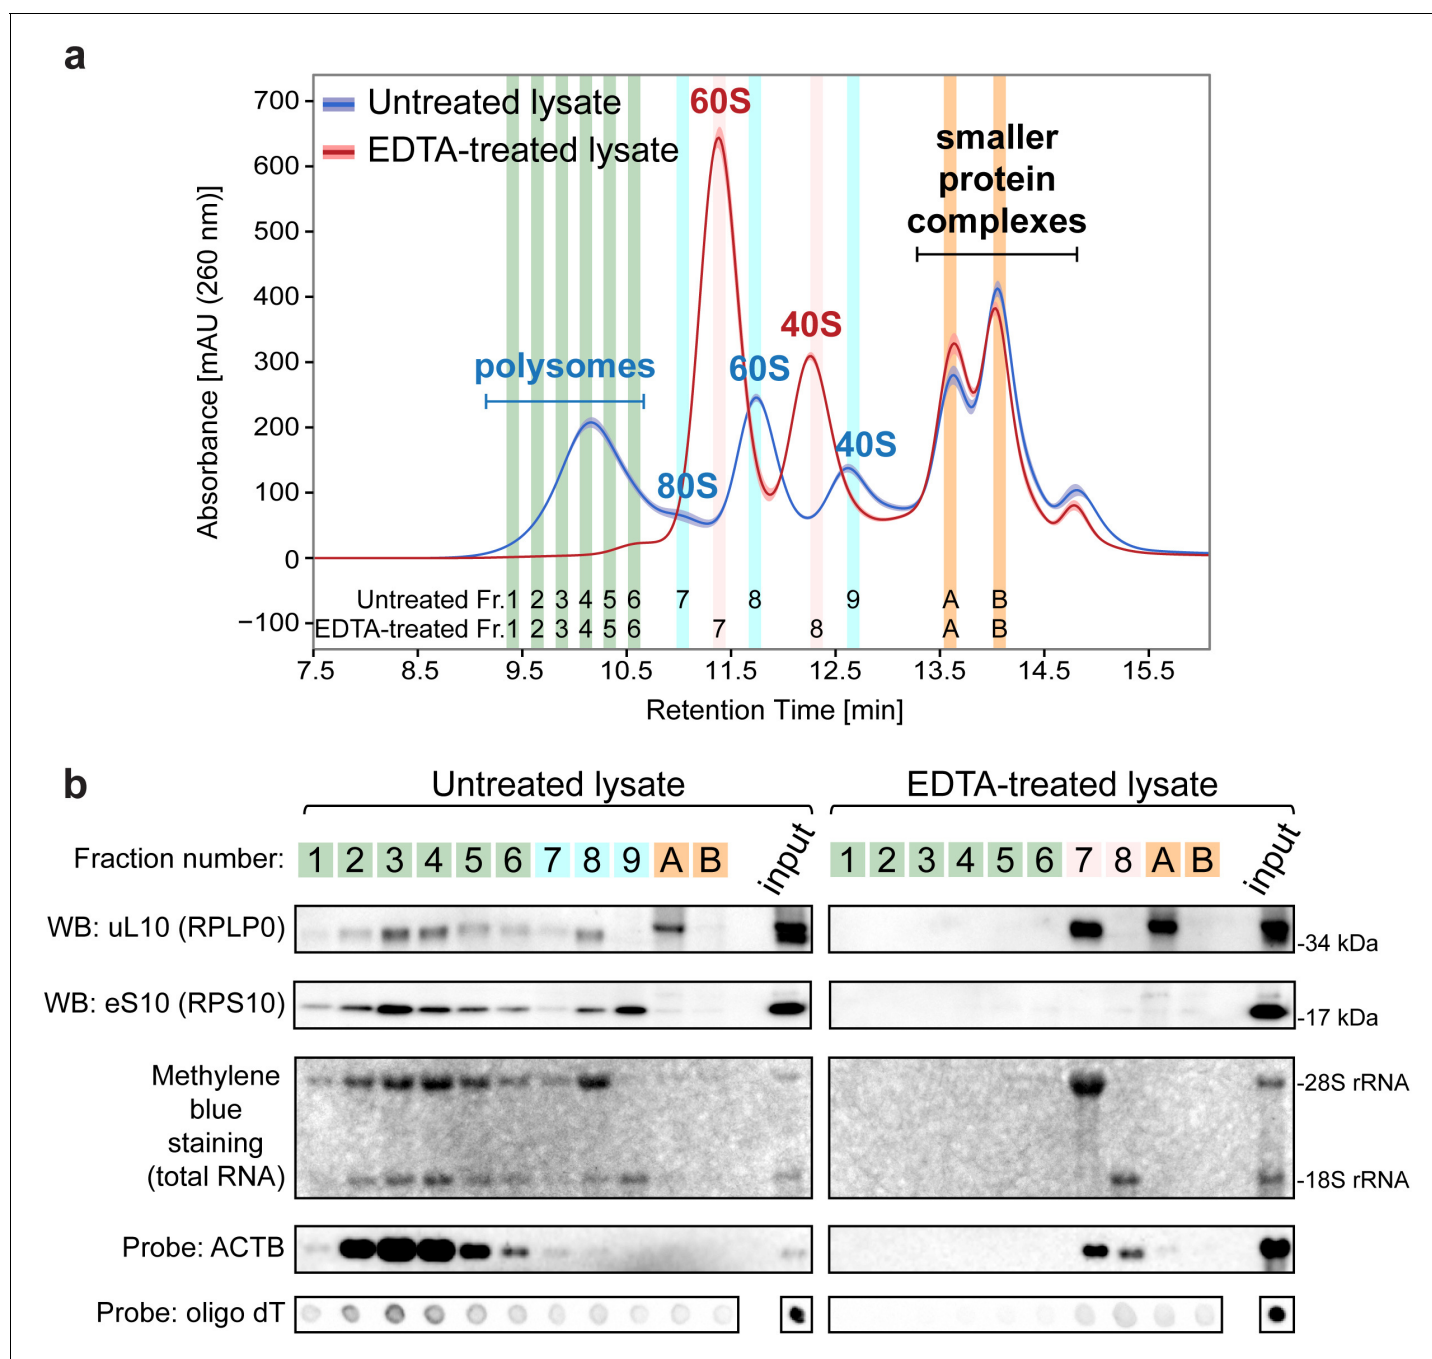 a
Untreated lysate
EDTA-treated lysate
60S
smaller
protein
complexes
40S
polysomes
60S
40S
80S
700
600
500
400
300
200
100
0
−100
Absorbance [mAU (260 nm)]
Untreated Fr. 1 2 3 4 5 6 7 8 9 A B
EDTA-treated Fr. 1 2 3 4 5 6 7 8 A B
7.5 8.5 9.5 10.5 11.5 12.5 13.5 14.5 15.5
Retention Time [min]
b
Untreated lysate EDTA-treated lysate
Fraction number: 1 2 3 4 5 6 7 8 9 A B input 1 2 3 4 5 6 7 8 A B input
WB: uL10 (RPLP0) -34 kDa
WB: eS10 (RPS10) -17 kDa
Methylene
blue
staining
(total RNA)
-28S rRNA
-18S rRNA
Probe: ACTB
Probe: oligo dT